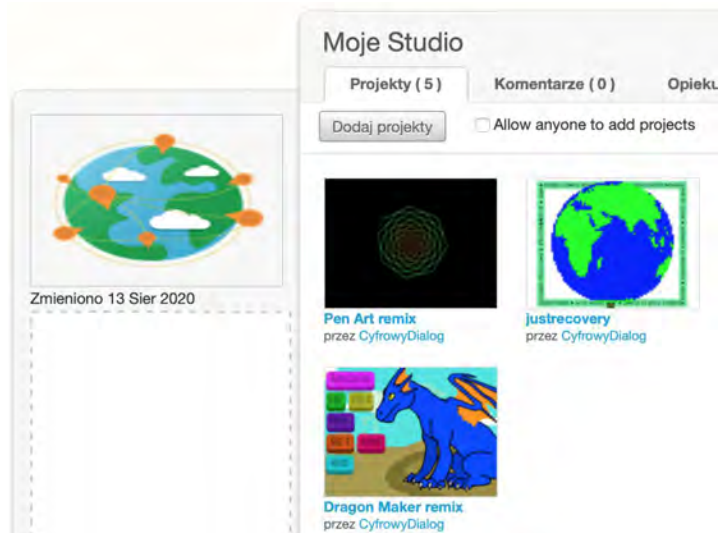 Moje Studio
Projekty ( 5 )
Komentarze ( 0 )
Opieku
Dodaj projekty
Allow anyone to add projects
Zmieniono 13 Sier 2020
Pen Art remix
przez CyfrowyDialog
justrecovery
przez CyfrowyDialog
Dragon Maker remix
przez CyfrowyDialog